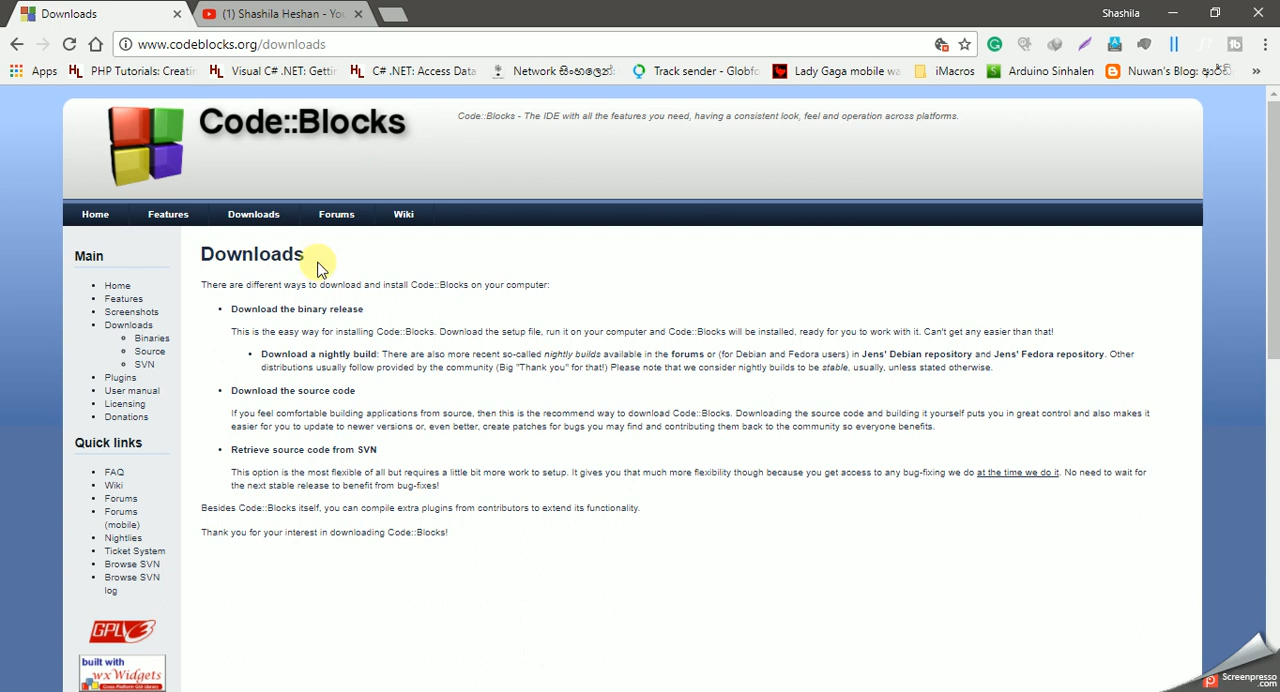 Downloads
(1) Shashila Heshan - You
Shashila
www.codeblocks.org/downloads
Apps
PHP Tutorials: Creatin
Visual C# .NET: Gettin
C# .NET: Access Data
Network
Track sender - Globfo
Lady Gaga mobile wa
iMacros
Arduino Sinhalen
Nuwan's Blog:
»
Code::Blocks
Code::Blocks - The IDE with all the features you need, having a consistent look, feel and operation across platforms.
Home
Features
Downloads
Forums
Wiki
Main
Home
Features
Screenshots
Downloads
Binaries
Source
SVN
Plugins
User manual
Licensing
Donations
Quick links
FAQ
Wiki
Forums
Forums
(mobile)
Nightlies
Ticket System
Browse SVN
Browse SVN
log
GPLv3
built with
wxWidgets
Cross-Platform GUI Library
Downloads
There are different ways to download and install Code::Blocks on your computer:
Download the binary release
This is the easy way for installing Code::Blocks. Download the setup file, run it on your computer and Code::Blocks will be installed, ready for you to work with it. Can't get any easier than that!
Download a nightly build: There are also more recent so-called nightly builds available in the forums or (for Debian and Fedora users) in Jens' Debian repository and Jens' Fedora repository. Other
distributions usually follow provided by the community (Big "Thank you" for that!) Please note that we consider nightly builds to be stable, usually, unless stated otherwise.
Download the source code
If you feel comfortable building applications from source, then this is the recommend way to download Code::Blocks. Downloading the source code and building it yourself puts you in great control and also makes it
easier for you to update to newer versions or, even better, create patches for bugs you may find and contributing them back to the community so everyone benefits.
Retrieve source code from SVN
This option is the most flexible of all but requires a little bit more work to setup. It gives you that much more flexibility though because you get access to any bug-fixing we do at the time we do it. No need to wait for
the next stable release to benefit from bug-fixes!
Besides Code::Blocks itself, you can compile extra plugins from contributors to extend its functionality.
Thank you for your interest in downloading Code::Blocks!
Screenpresso
.com